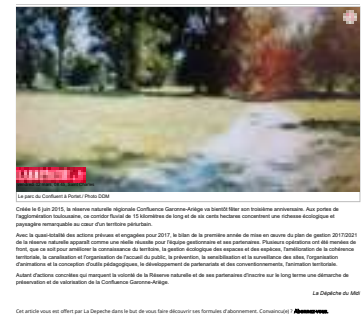 LADEPECHE.fr
Le parc du Confluent à Portet / Photo DDM
Créée le 6 juin 2015, la réserve naturelle régionale Confluence Garonne-Ariège va bientôt fêter son troisième anniversaire. Aux portes de
l'agglomération toulousaine, ce corridor fluvial de 15 kilomètres de long et de six cents hectares concentrent une richesse écologique et
paysagère remarquable au cœur d'un territoire périurbain.
Avec la quasi-totalité des actions prévues et engagées pour 2017, le bilan de la première année de mise en œuvre du plan de gestion 2017/2021
de la réserve naturelle apparaît comme une réelle réussite pour l'équipe gestionnaire et ses partenaires. Plusieurs opérations ont été menées de
front, que ce soit pour améliorer la connaissance du territoire, la gestion écologique des espaces et des espèces, l'amélioration de la cohérence
territoriale, la canalisation et l'organisation de l'accueil du public, la prévention, la sensibilisation et la surveillance des sites, l'organisation
d'animations et la conception d'outils pédagogiques, le développement de partenariats et des conventionnements, l'animation territoriale.
Autant d'actions concrètes qui marquent la volonté de la Réserve naturelle et de ses partenaires d'inscrire sur le long terme une démarche de
préservation et de valorisation de la Confluence Garonne-Ariège.
La Dépêche du Midi
Cet article vous est offert par La Depeche dans le but de vous faire découvrir ses formules d'abonnement. Convaincu(e) ? Abonnez-vous.